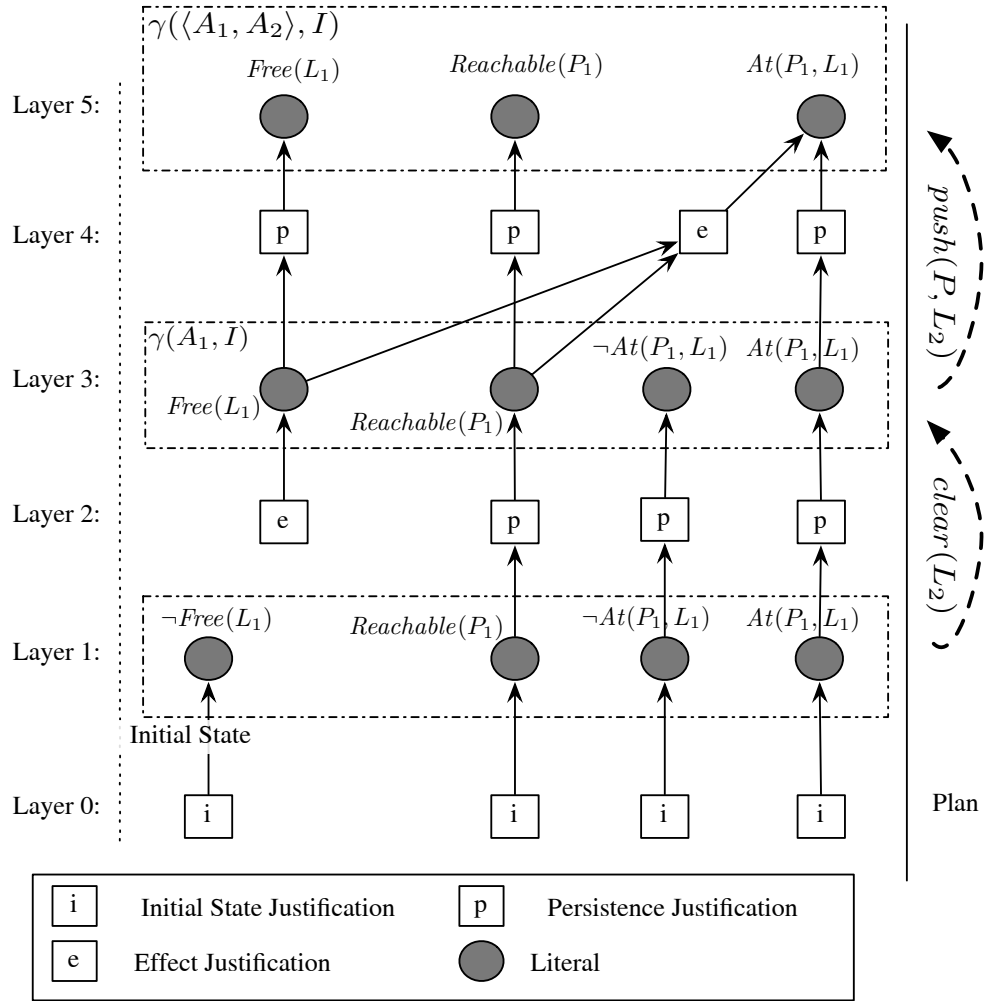 γ(⟨A₁, A₂⟩, I)
Free(L₁) Reachable(P₁) At(P₁, L₁)
Layer 5:
Layer 4: p p e p
push(P, L₂)
γ(A₁, I)
¬At(P₁, L₁) At(P₁, L₁)
Layer 3:
Free(L₁) Reachable(P₁)
Layer 2: e p p p
clear(L₂)
¬Free(L₁) Reachable(P₁) ¬At(P₁, L₁) At(P₁, L₁)
Layer 1:
Initial State
Layer 0: i i i i Plan
i Initial State Justification p Persistence Justification
e Effect Justification Literal